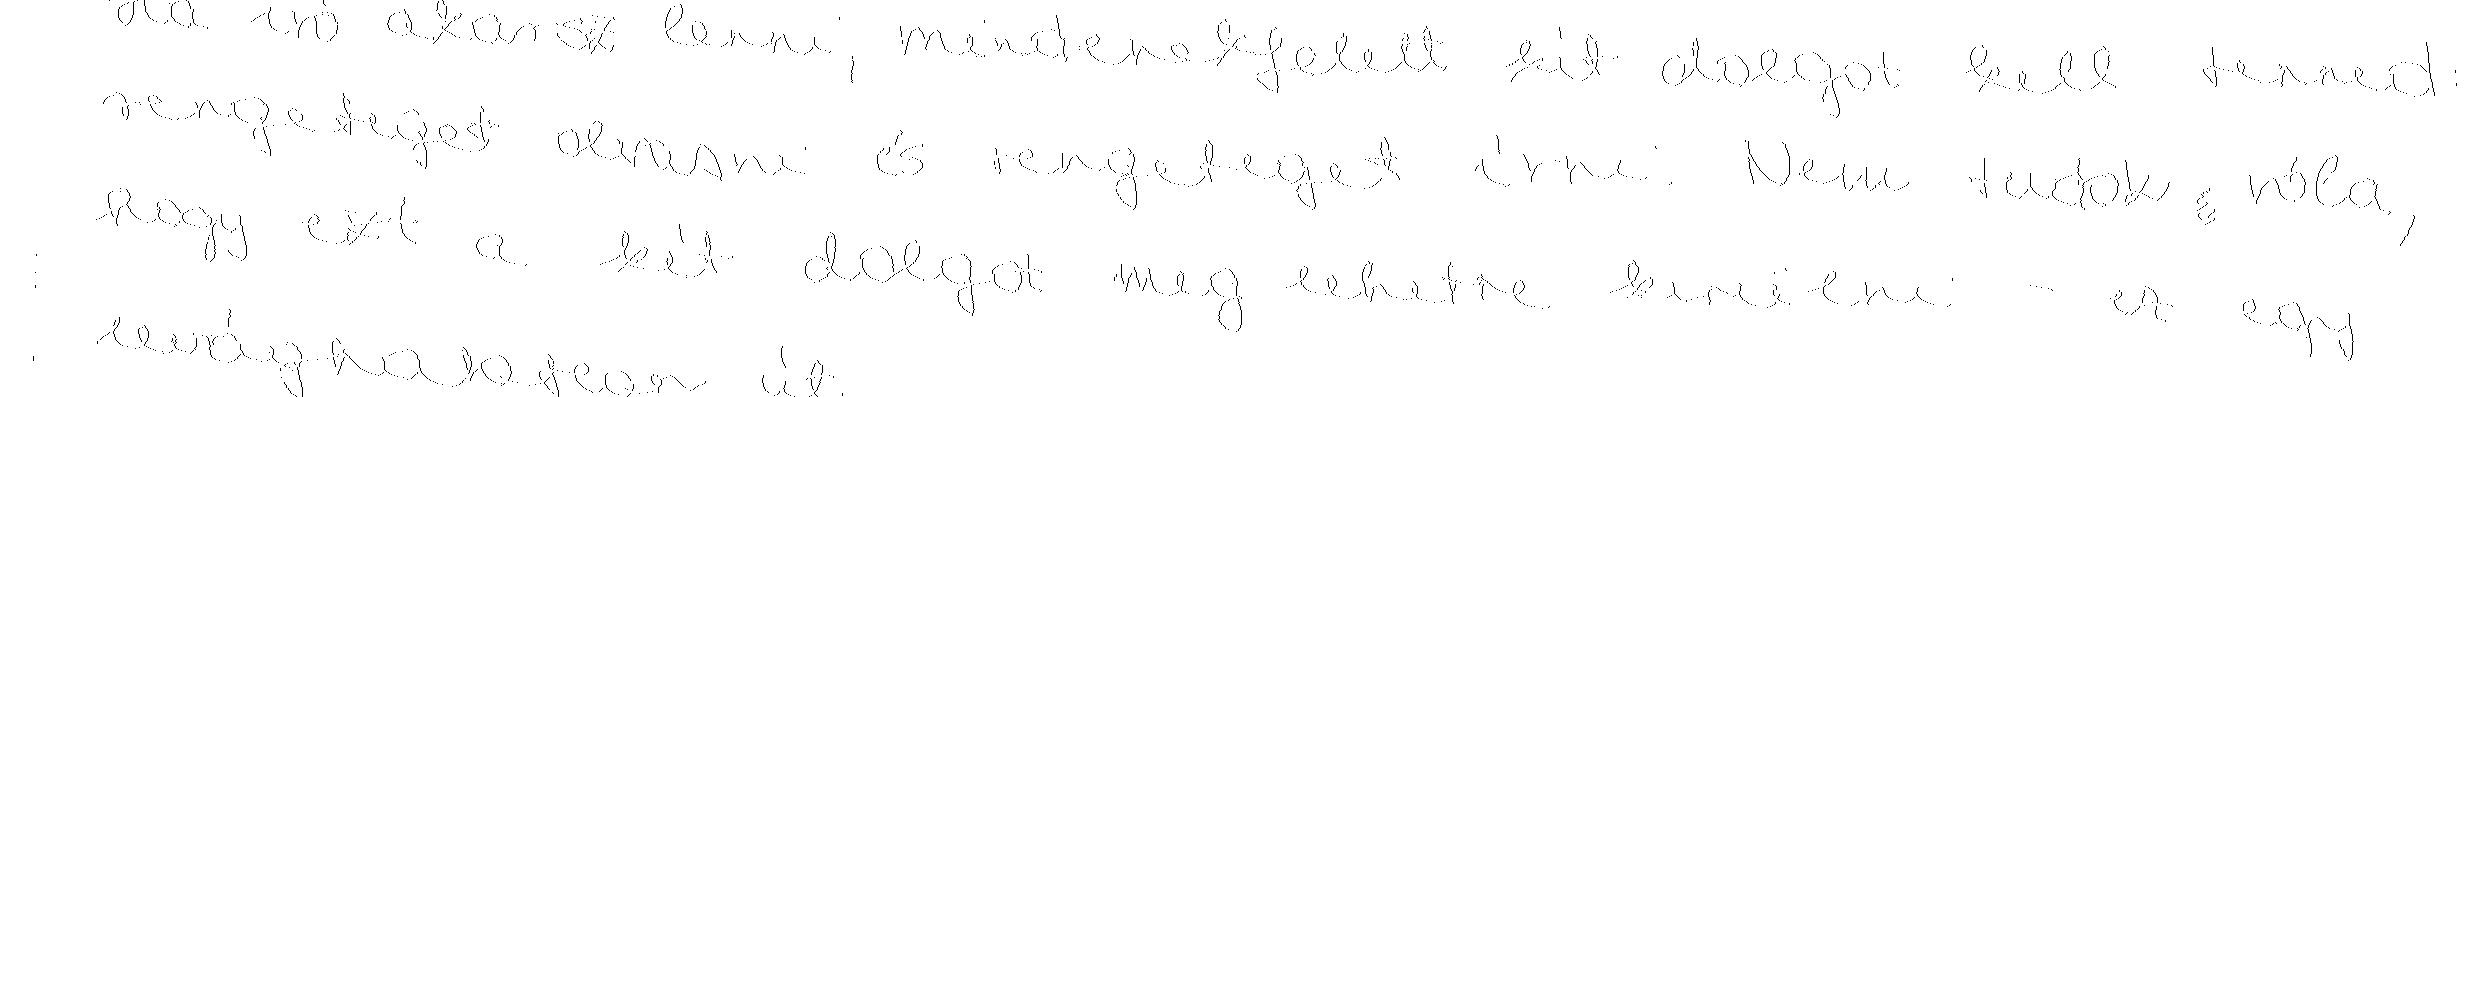 Ha író akarsz lenni, mindenekfelett két dolgot kell tenned:
rengeteget olvasni és rengeteget írni. Nem tudok róla,
hogy ezt a két dolgot meg lehetne kerülni - ez egy
levághatatlan út.